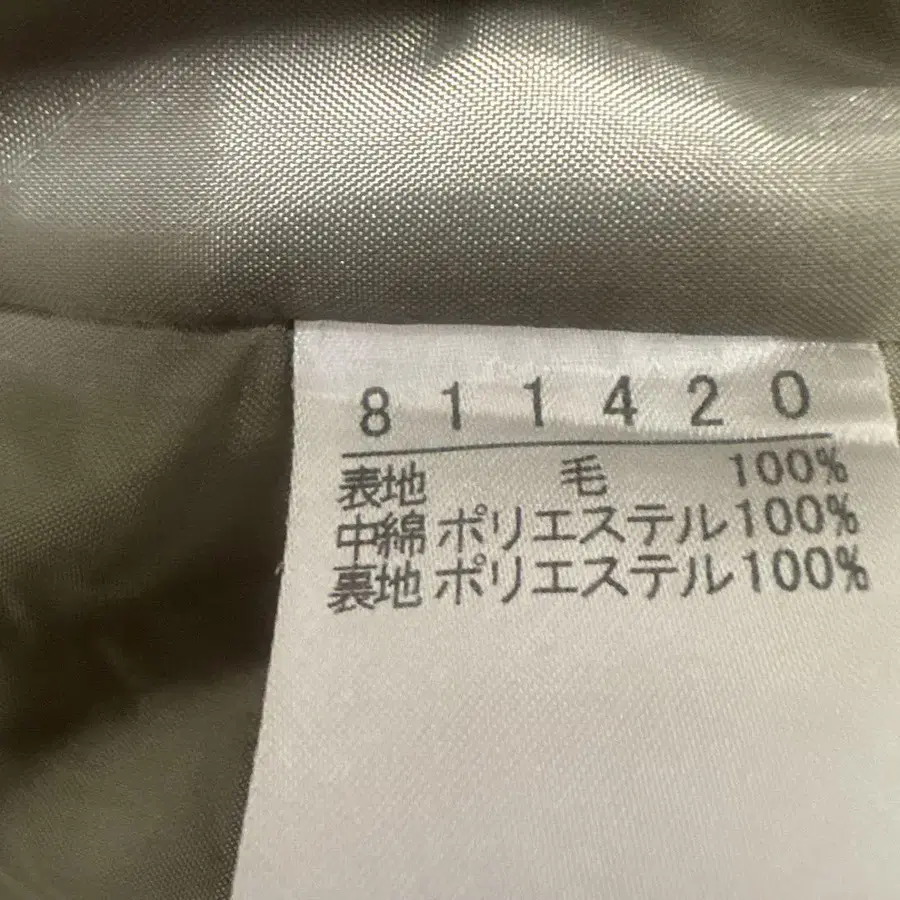 811420
表地 毛 100%
中綿 ポリエステル100%
裏地 ポリエステル100%